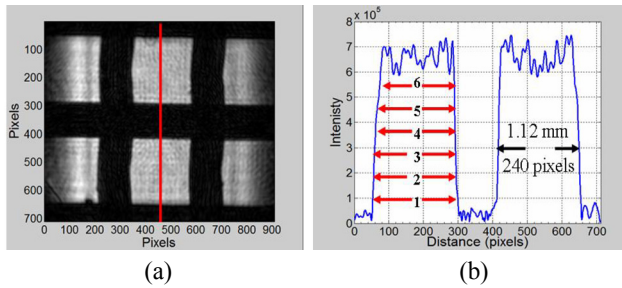 Pixels
100
200
300
400
500
600
700
0 100 200 300 400 500 600 700 800 900
Pixels
(a)
x 10^5
Intenisty
8
7
6
5
4
3
2
1
0
6
5
4
3
2
1
1.12 mm
240 pixels
0 100 200 300 400 500 600 700
Distance (pixels)
(b)